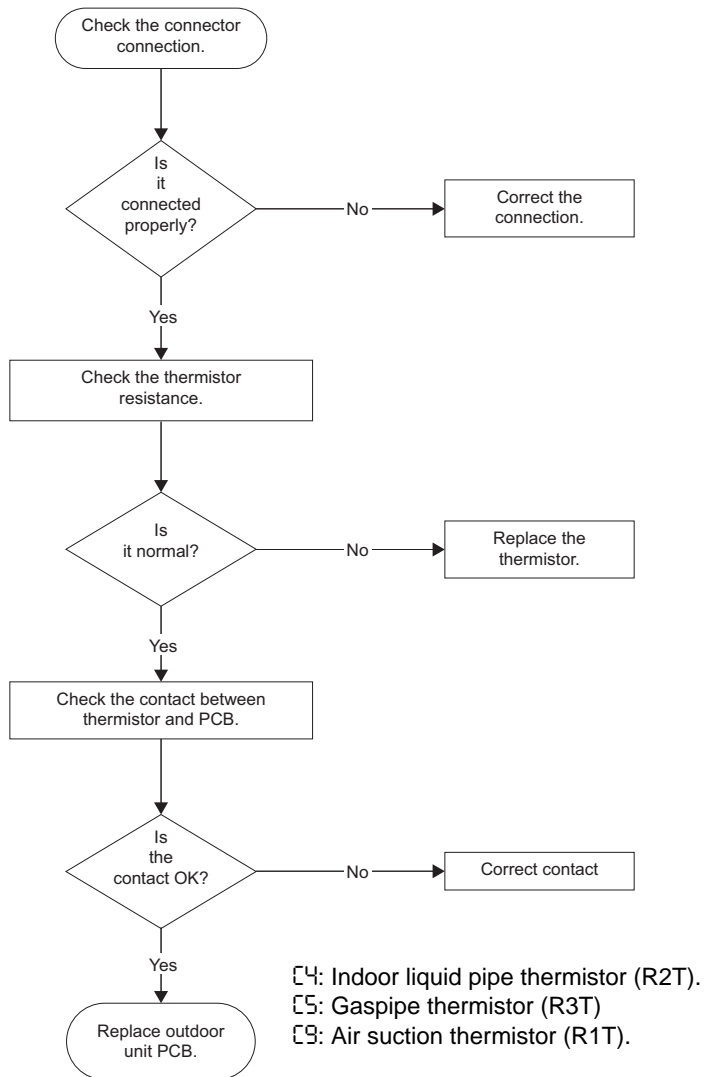 Check the connector
connection.
Is
it
connected
properly?
No
Correct the
connection.
Yes
Check the thermistor
resistance.
Is
it normal?
No
Replace the
thermistor.
Yes
Check the contact between
thermistor and PCB.
Is
the
contact OK?
No
Correct contact
Yes
Replace outdoor
unit PCB.
C4: Indoor liquid pipe thermistor (R2T).
C5: Gaspipe thermistor (R3T)
C9: Air suction thermistor (R1T).